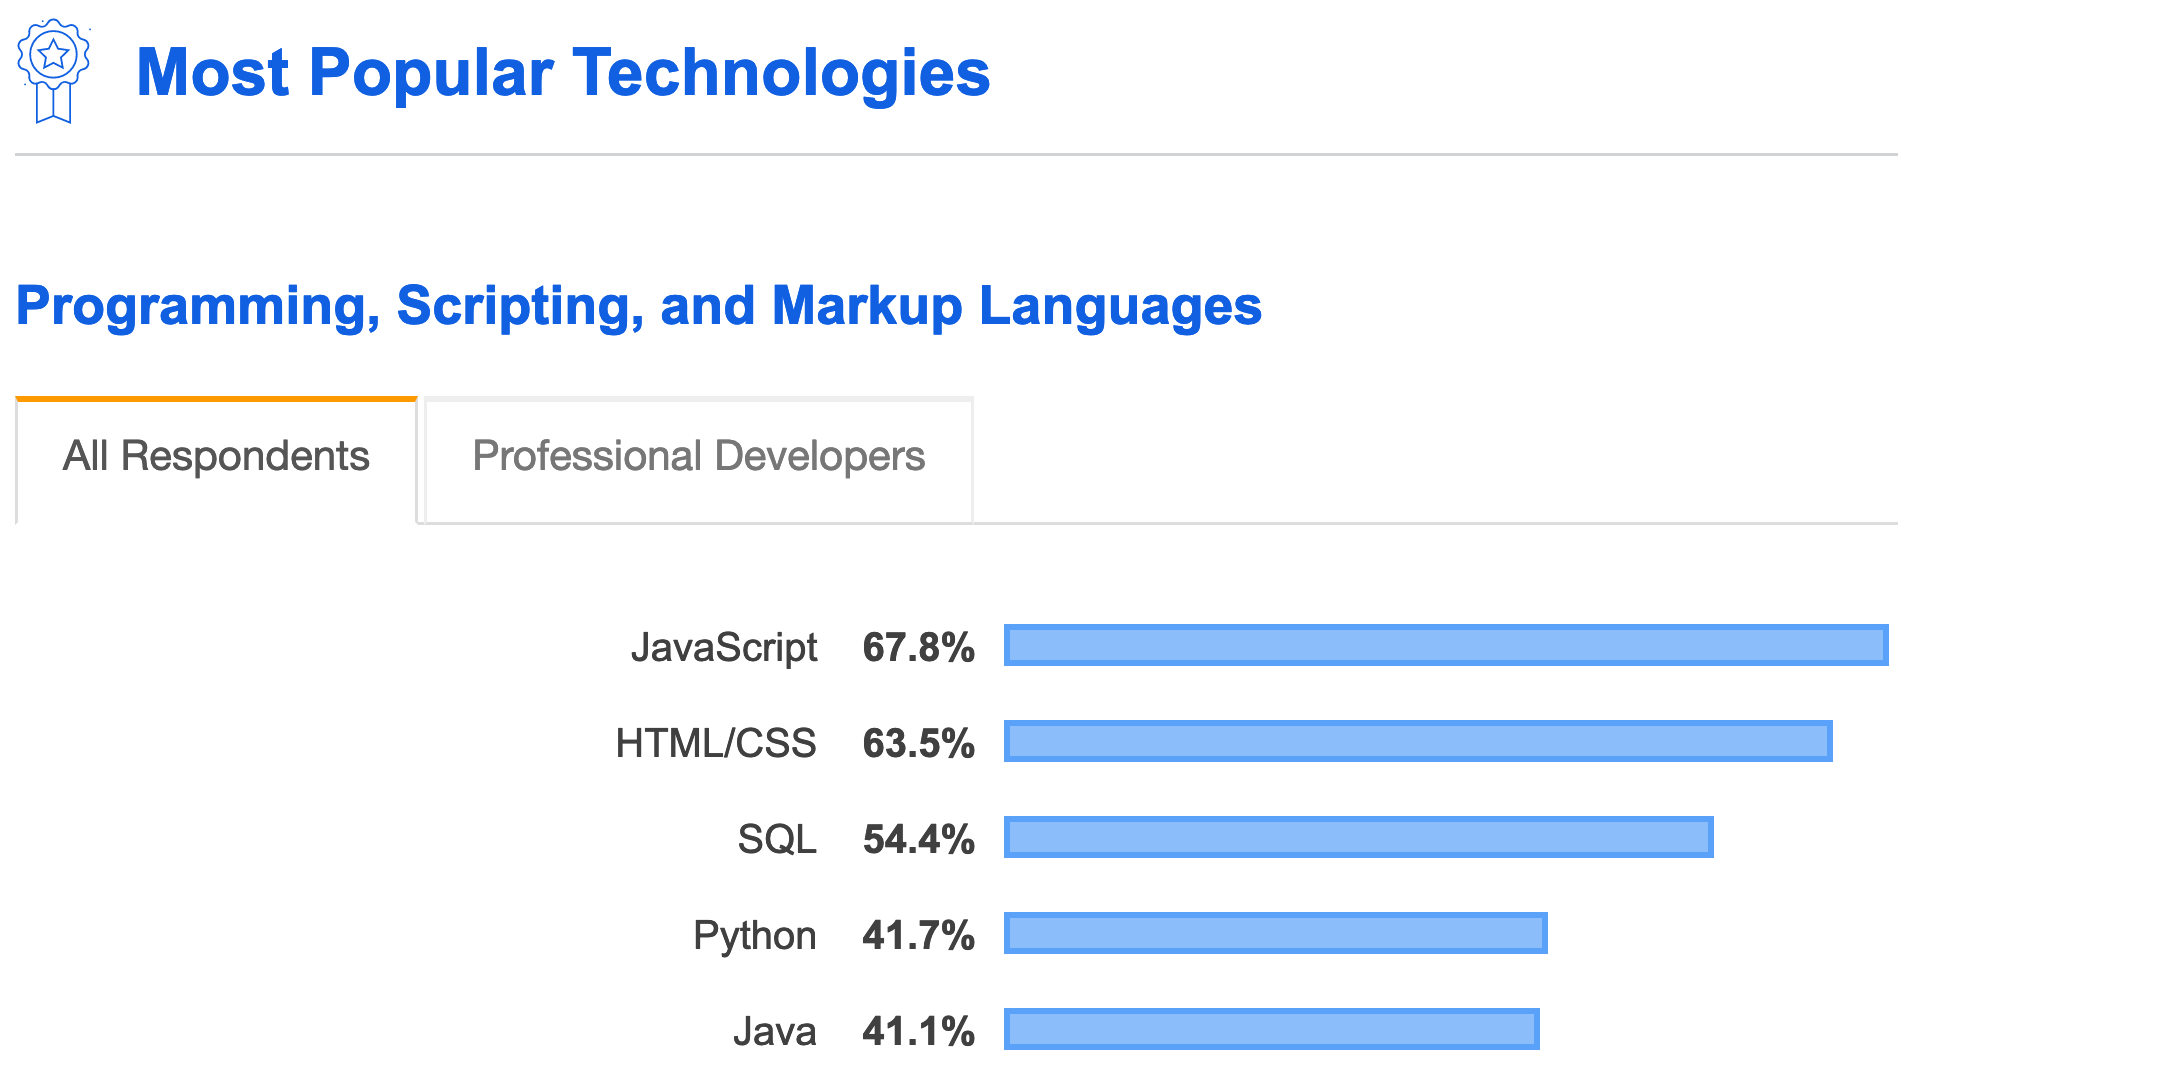 Most Popular Technologies
Programming, Scripting, and Markup Languages
All Respondents Professional Developers
JavaScript 67.8%
HTML/CSS 63.5%
SQL 54.4%
Python 41.7%
Java 41.1%